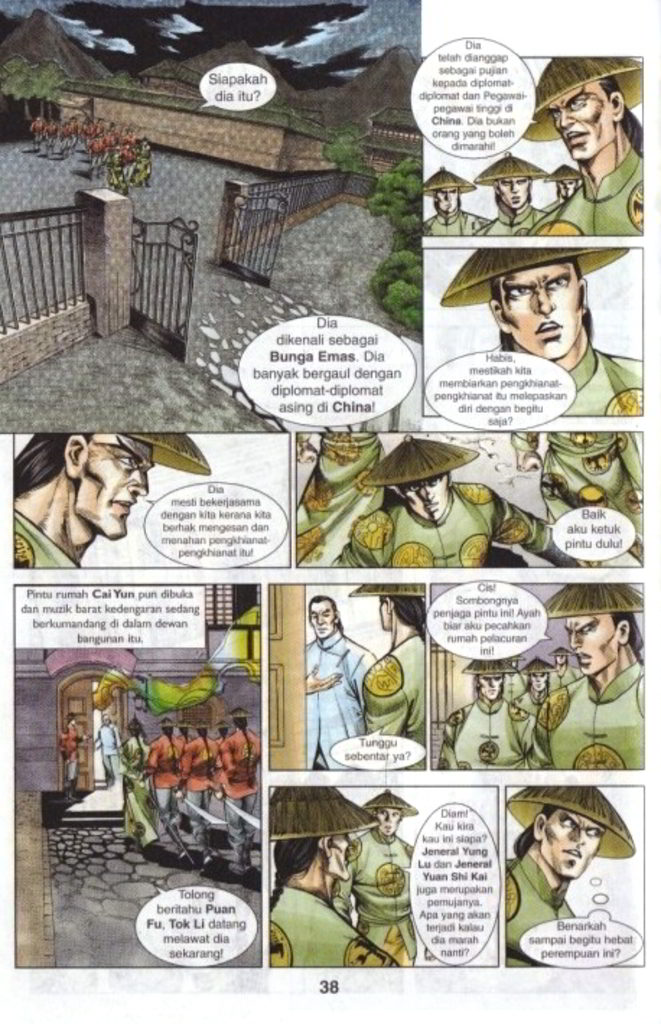 Siapakah
dia itu?
Dia
dikenali sebagai
Bunga Emas. Dia
banyak bergaul dengan
diplomat-diplomat
asing di China!
Dia
telah dianggap
sebagai pujian
kepada diplomat-
diplomat dan Pegawai-
pegawai tinggi di
China. Dia bukan
orang yang boleh
dimarahi!
Habis,
mestikah kita
membiarkan pengkhianat-
pengkhianat itu melepaskan
diri dengan begitu
saja?
Dia
mesti bekerjasama
dengan kita kerana kita
berhak mengesan dan
menahan pengkhianat-
pengkhianat itu!
Baik
aku ketuk
pintu dulu!
Pintu rumah Cai Yun pun dibuka
dan muzik barat kedengaran sedang
berkumandang di dalam dewan
bangunan itu.
Tolong
beritahu Puan
Fu, Tok Li datang
melawat dia
sekarang!
Tunggu
sebentar ya?
Cis!
Sombongnya
penjaga pintu ini! Ayah
biar aku pecahkan
rumah pelacuran
ini!
Diam!
Kau kira
kau ini siapa?
Jeneral Yung
Lu dan Jeneral
Yuan Shi Kai
juga merupakan
pemujanya.
Apa yang akan
terjadi kalau
dia marah
nanti?
Benarkah
sampai begitu hebat
perempuan ini?
38